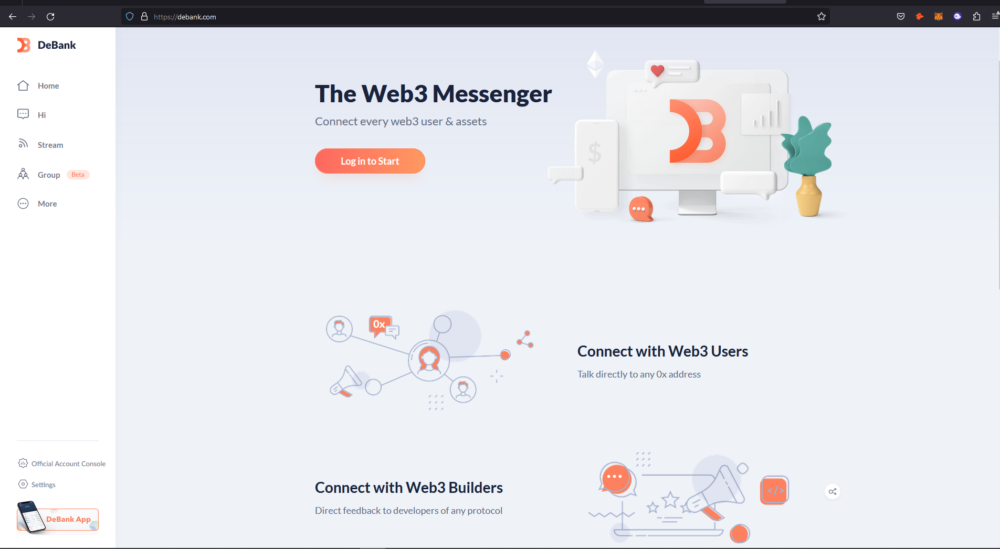 https://debank.com
DeBank
Home
Hi
Stream
Group Beta
More
Official Account Console
Settings
DeBank App
The Web3 Messenger
Connect every web3 user & assets
Log in to Start
$
0x
Connect with Web3 Users
Talk directly to any 0x address
Connect with Web3 Builders
Direct feedback to developers of any protocol
</>